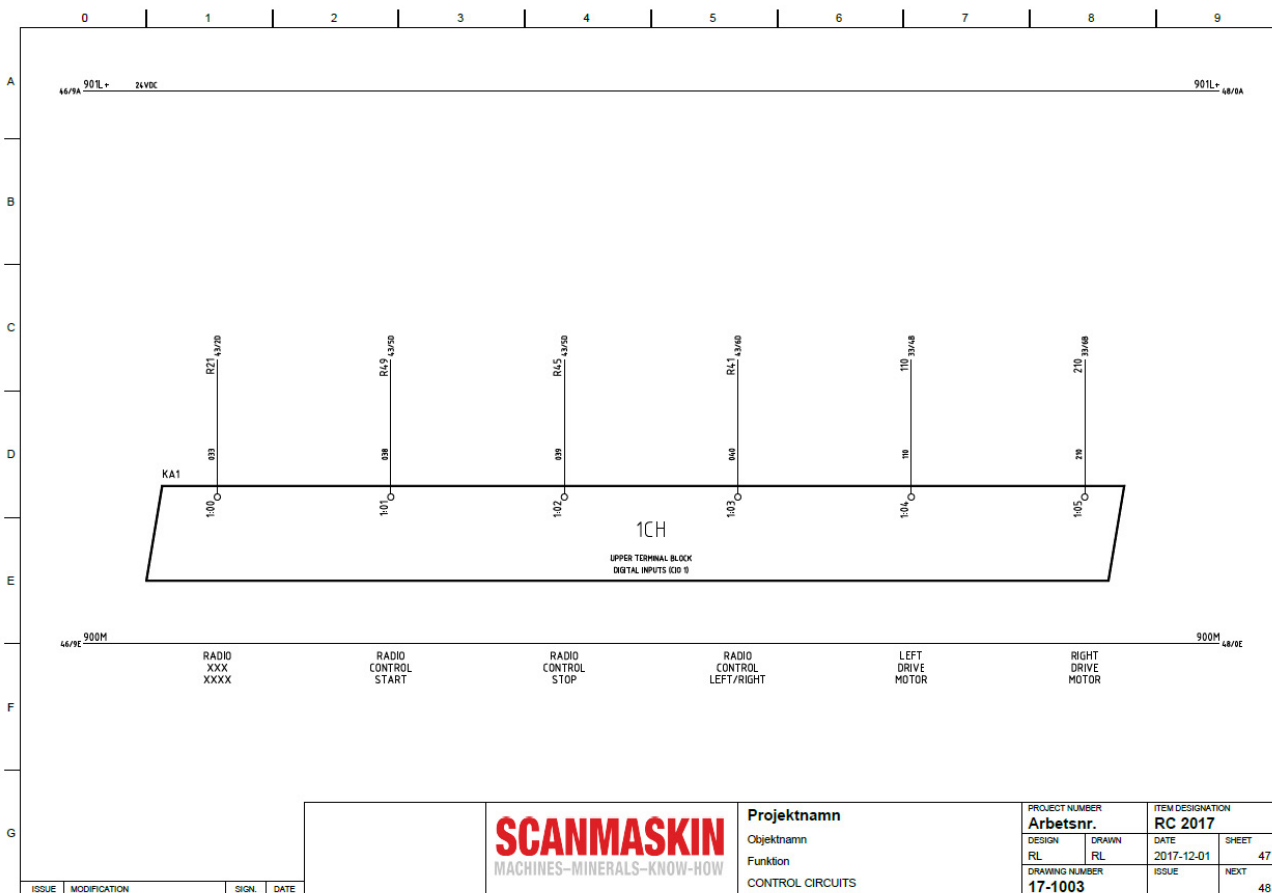 0 1 2 3 4 5 6 7 8 9
A
46/9A 901L+ 24VDC 901L+ 48/0A
B
C
R21 43/2D R49 43/5D R45 43/5D R41 43/6D 110 33/4B 210 33/6B
D
033 038 039 040 110 210
KA1
1:00 1:01 1:02 1:03 1:04 1:05
1CH
UPPER TERMINAL BLOCK
DIGITAL INPUTS (CIO 1)
E
46/9E 900M 900M 48/0E
RADIO RADIO RADIO RADIO LEFT RIGHT
XXX CONTROL CONTROL CONTROL DRIVE DRIVE
XXXX START STOP LEFT/RIGHT MOTOR MOTOR
F
G
SCANMASKIN
MACHINES–MINERALS–KNOW-HOW
Projektnamn
Objektnamn
Funktion
CONTROL CIRCUITS
PROJECT NUMBER ITEM DESIGNATION
Arbetsnr. RC 2017
DESIGN DRAWN DATE SHEET
RL RL 2017-12-01 47
DRAWING NUMBER ISSUE NEXT
17-1003 48
ISSUE MODIFICATION SIGN. DATE